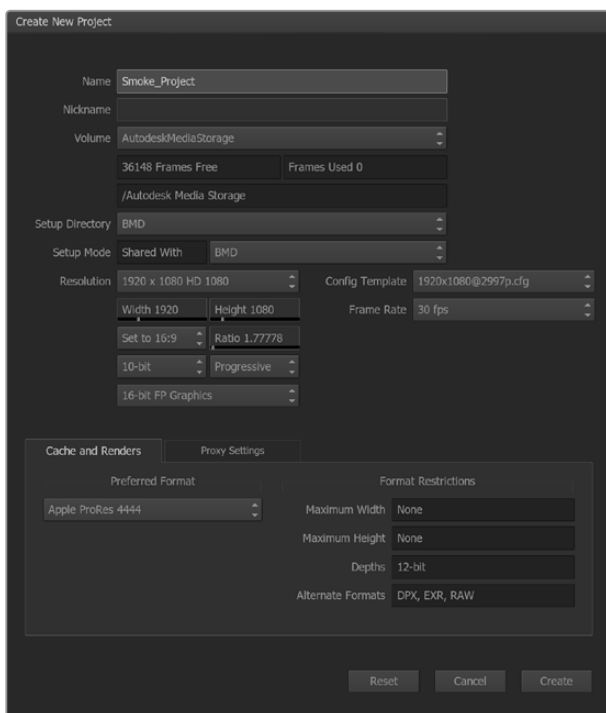 Create New Project
Name Smoke_Project
Nickname
Volume AutodeskMediaStorage
36148 Frames Free Frames Used 0
/Autodesk Media Storage
Setup Directory BMD
Setup Mode Shared With BMD
Resolution 1920 x 1080 HD 1080 Config Template 1920x1080@2997p.cfg
Width 1920 Height 1080 Frame Rate 30 fps
Set to 16:9 Ratio 1.77778
10-bit Progressive
16-bit FP Graphics
Cache and Renders Proxy Settings
Preferred Format Format Restrictions
Apple ProRes 4444 Maximum Width None
Maximum Height None
Depths 12-bit
Alternate Formats DPX, EXR, RAW
Reset Cancel Create